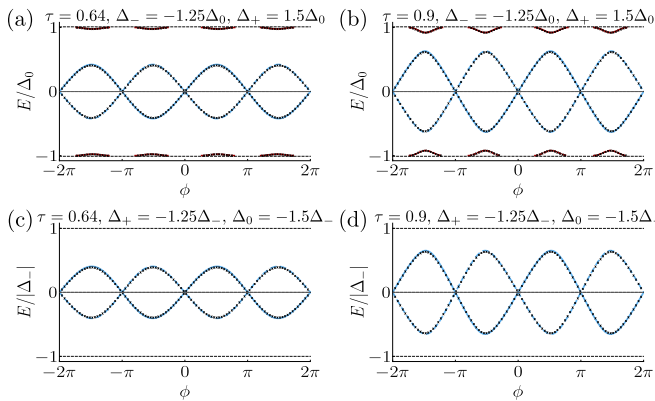 (a) τ = 0.64, Δ₋ = −1.25Δ₀, Δ₊ = 1.5Δ₀
1
E/Δ₀
0
−1
−2π −π 0 π 2π
ϕ
(b) τ = 0.9, Δ₋ = −1.25Δ₀, Δ₊ = 1.5Δ₀
1
E/Δ₀
0
−1
−2π −π 0 π 2π
ϕ
(c) τ = 0.64, Δ₊ = −1.25Δ₋, Δ₀ = −1.5Δ₋
1
E/|Δ₋|
0
−1
−2π −π 0 π 2π
ϕ
(d) τ = 0.9, Δ₊ = −1.25Δ₋, Δ₀ = −1.5Δ
1
E/|Δ₋|
0
−1
−2π −π 0 π 2π
ϕ